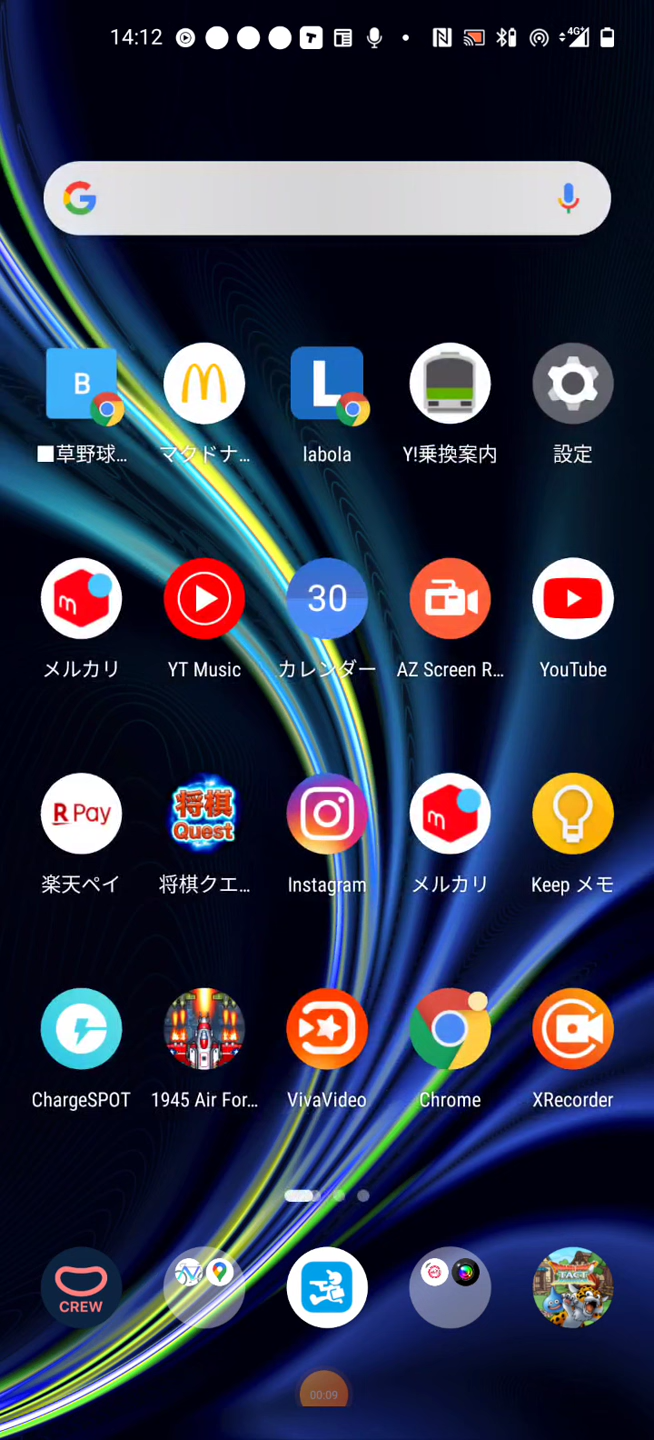 14:12
4G+
B
■草野球…
マクドナ…
L
labola
Y!乗換案内
設定
メルカリ
YT Music
30
カレンダー
AZ Screen R…
YouTube
R Pay
楽天ペイ
将棋
Quest
将棋クエ…
Instagram
メルカリ
Keep メモ
ChargeSPOT
1945 Air For…
VivaVideo
Chrome
XRecorder
CREW
TACT
00:09